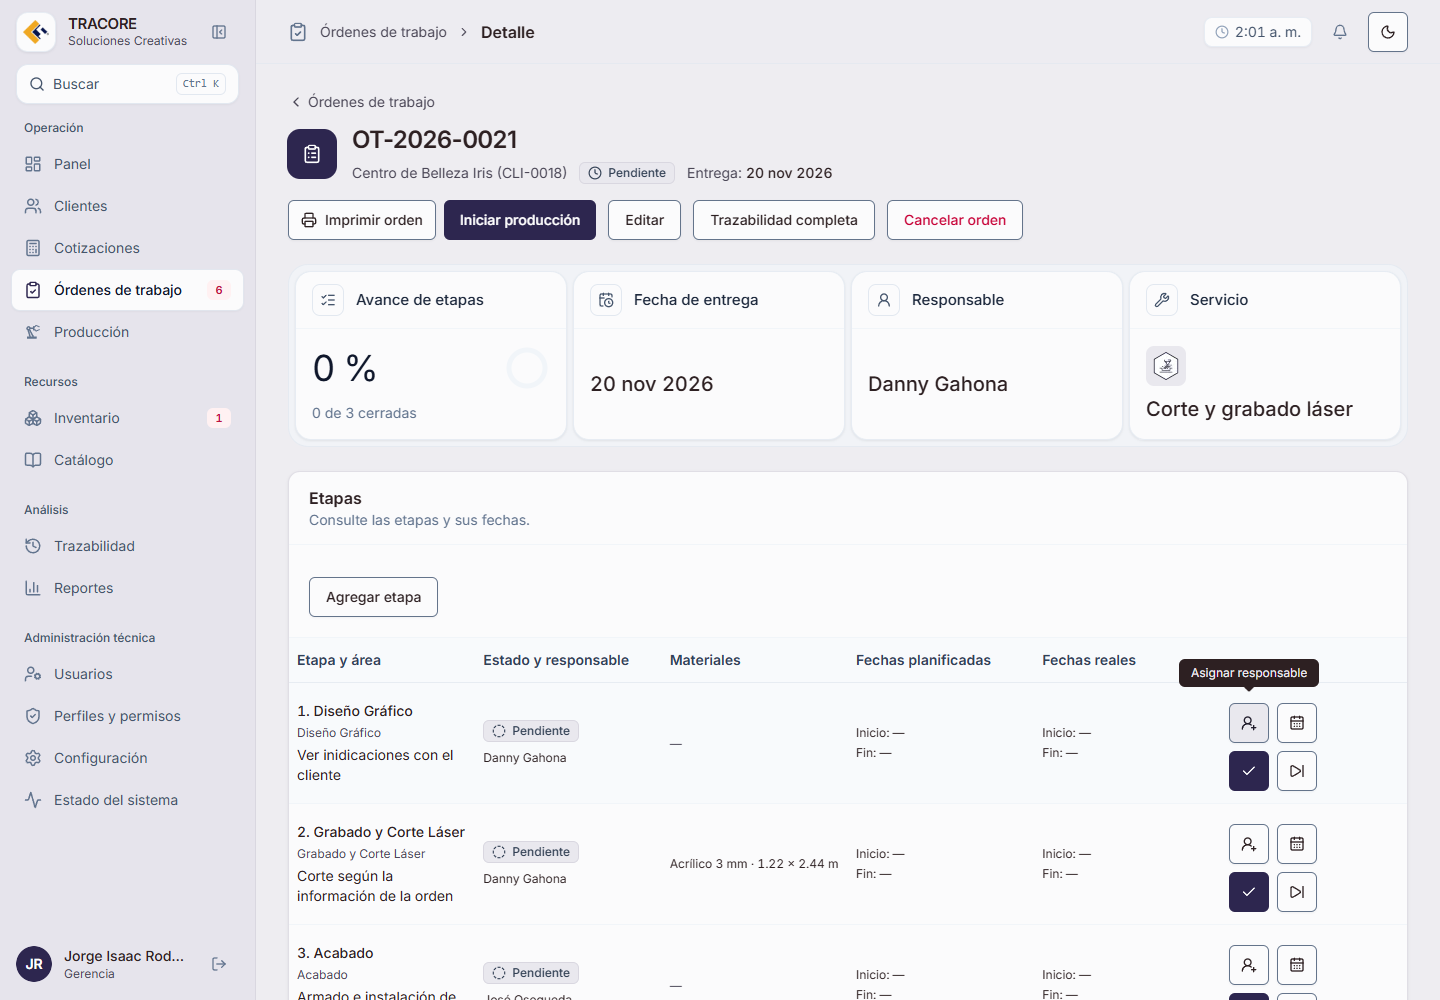 TRACORE
Soluciones Creativas
Buscar
Ctrl K
Operación
Panel
Clientes
Cotizaciones
Órdenes de trabajo
6
Producción
Recursos
Inventario
1
Catálogo
Análisis
Trazabilidad
Reportes
Administración técnica
Usuarios
Perfiles y permisos
Configuración
Estado del sistema
JR
Jorge Isaac Rod...
Gerencia
Órdenes de trabajo
Detalle
2:01 a. m.
Órdenes de trabajo
OT-2026-0021
Centro de Belleza Iris (CLI-0018)
Pendiente
Entrega: 20 nov 2026
Imprimir orden
Iniciar producción
Editar
Trazabilidad completa
Cancelar orden
Avance de etapas
0 %
0 de 3 cerradas
Fecha de entrega
20 nov 2026
Responsable
Danny Gahona
Servicio
Corte y grabado láser
Etapas
Consulte las etapas y sus fechas.
Agregar etapa
Etapa y área
Estado y responsable
Materiales
Fechas planificadas
Fechas reales
Asignar responsable
1. Diseño Gráfico
Diseño Gráfico
Ver inidicaciones con el
cliente
Pendiente
Danny Gahona
—
Inicio: —
Fin: —
Inicio: —
Fin: —
2. Grabado y Corte Láser
Grabado y Corte Láser
Corte según la
información de la orden
Pendiente
Danny Gahona
Acrílico 3 mm · 1.22 × 2.44 m
Inicio: —
Fin: —
Inicio: —
Fin: —
3. Acabado
Acabado
Armado e instalación de
Pendiente
José Osegueda
—
Inicio: —
Fin: —
Inicio: —
Fin: —